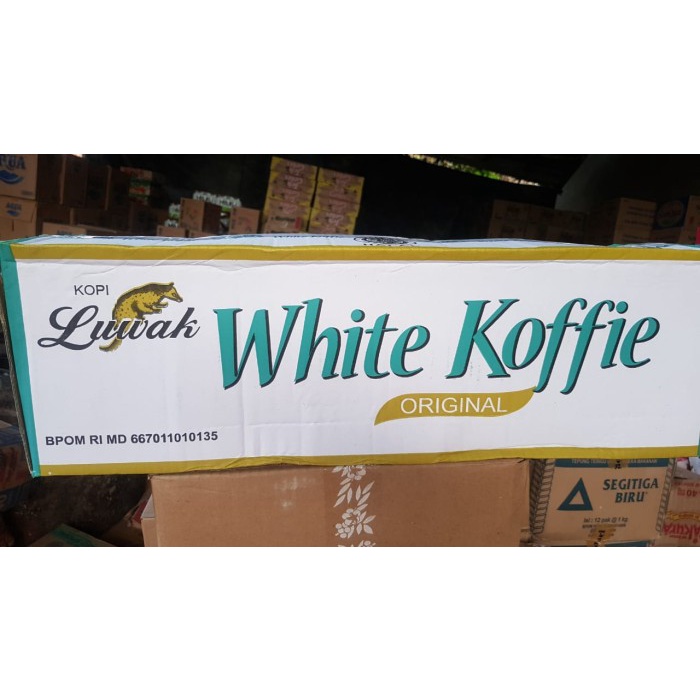 KOPI
Luwak
White Koffie
ORIGINAL
BPOM RI MD 667011010135
SEGITIGA
BIRU